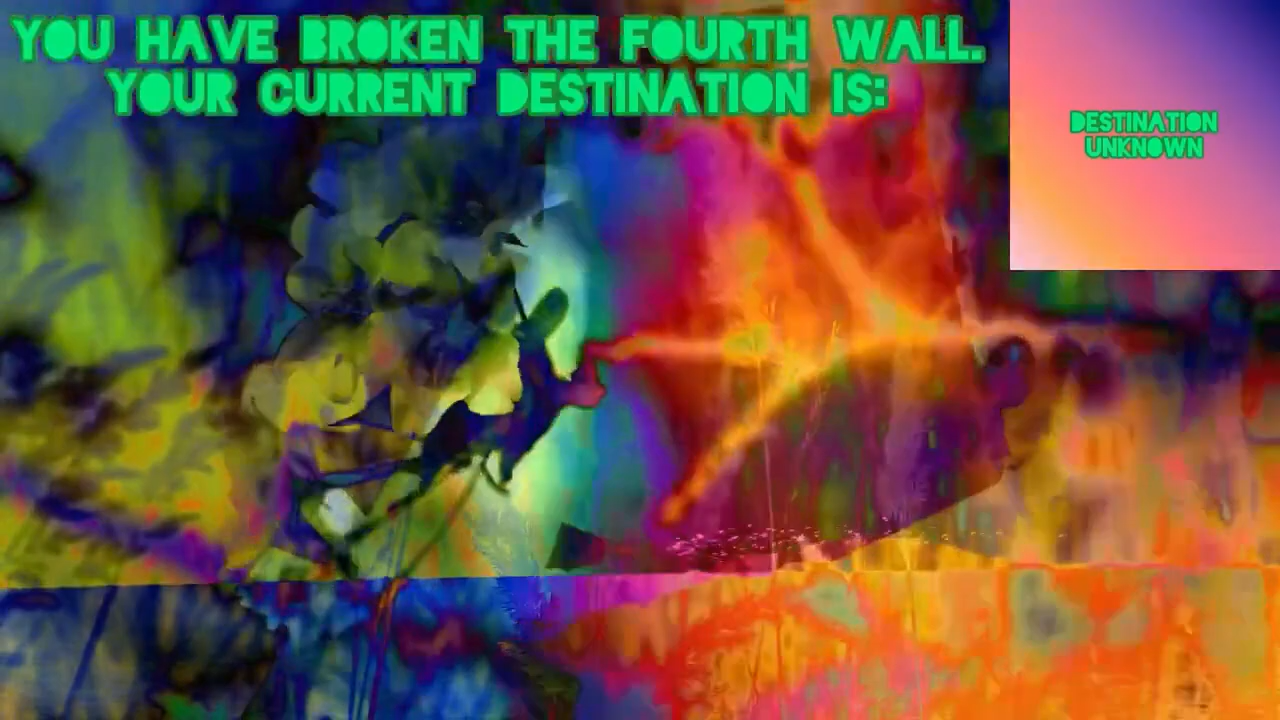 YOU HAVE BROKEN THE FOURTH WALL.
YOUR CURRENT DESTINATION IS:
DESTINATION
UNKNOWN